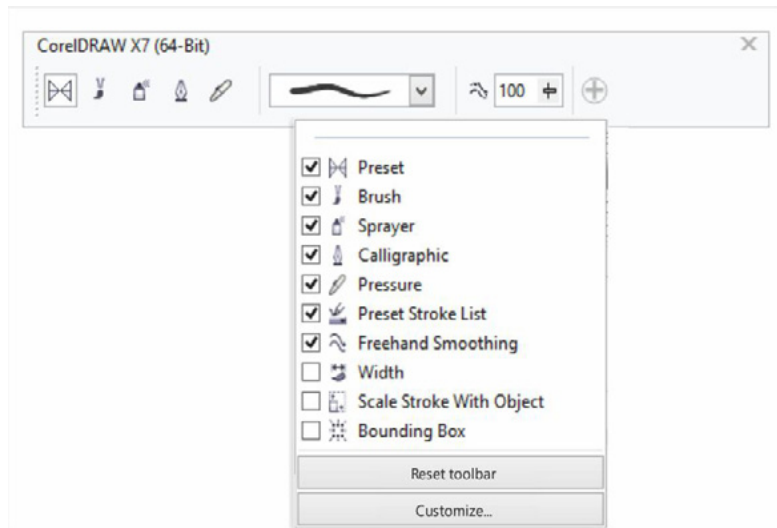 CorelDRAW X7 (64-Bit)
100
Preset
Brush
Sprayer
Calligraphic
Pressure
Preset Stroke List
Freehand Smoothing
Width
Scale Stroke With Object
Bounding Box
Reset toolbar
Customize...